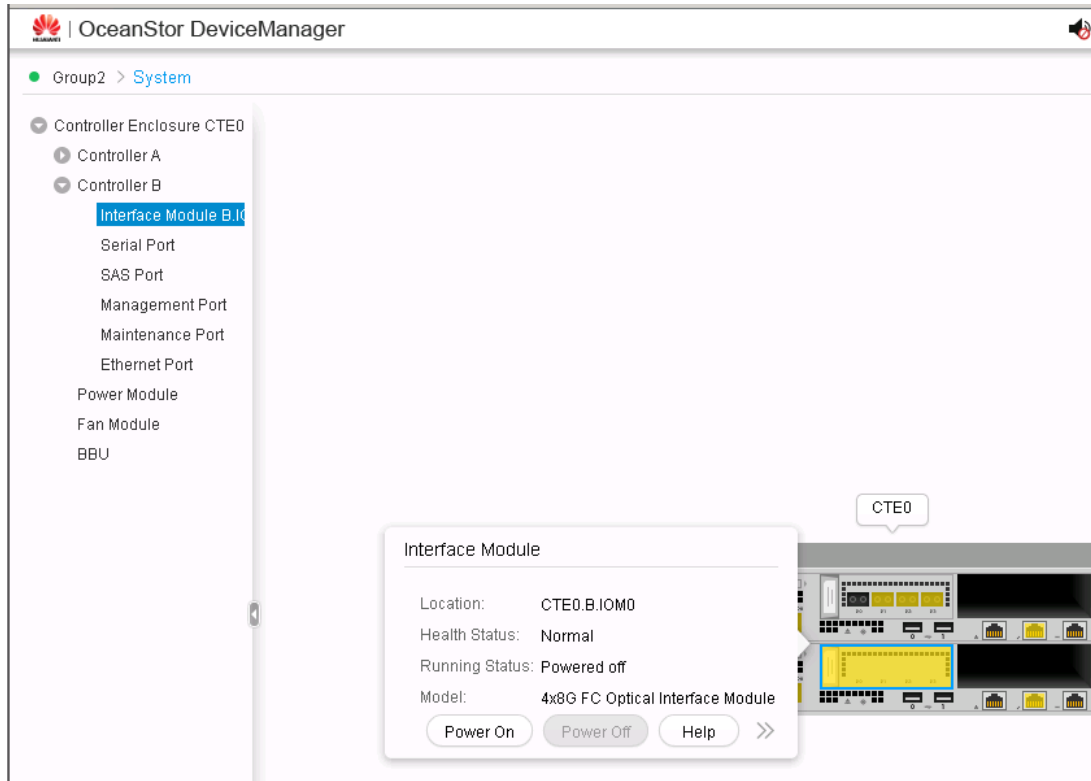 HUAWEI | OceanStor DeviceManager
Group2 > System
Controller Enclosure CTE0
Controller A
Controller B
Interface Module B.IO
Serial Port
SAS Port
Management Port
Maintenance Port
Ethernet Port
Power Module
Fan Module
BBU
CTE0
Interface Module
Location: CTE0.B.IOM0
Health Status: Normal
Running Status: Powered off
Model: 4x8G FC Optical Interface Module
Power On Power Off Help